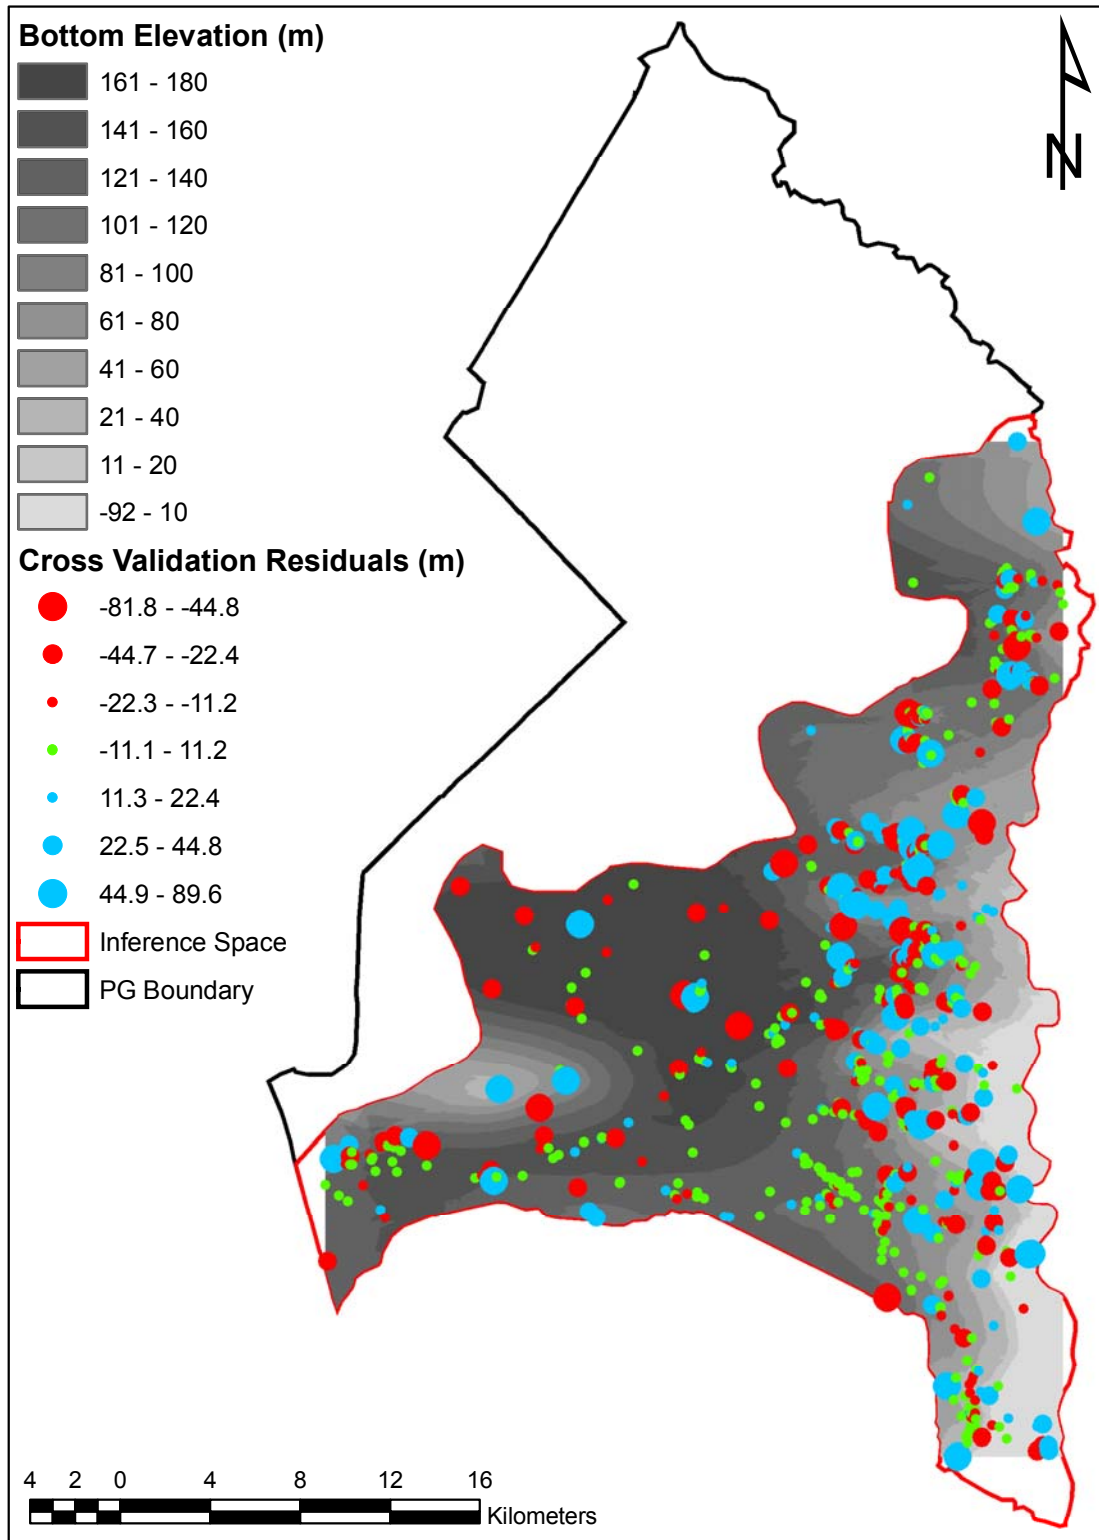 Bottom Elevation (m)
161 - 180
141 - 160
121 - 140
101 - 120
81 - 100
61 - 80
41 - 60
21 - 40
11 - 20
-92 - 10
Cross Validation Residuals (m)
-81.8 - -44.8
-44.7 - -22.4
-22.3 - -11.2
-11.1 - 11.2
11.3 - 22.4
22.5 - 44.8
44.9 - 89.6
Inference Space
PG Boundary
N
4 2 0 4 8 12 16
Kilometers